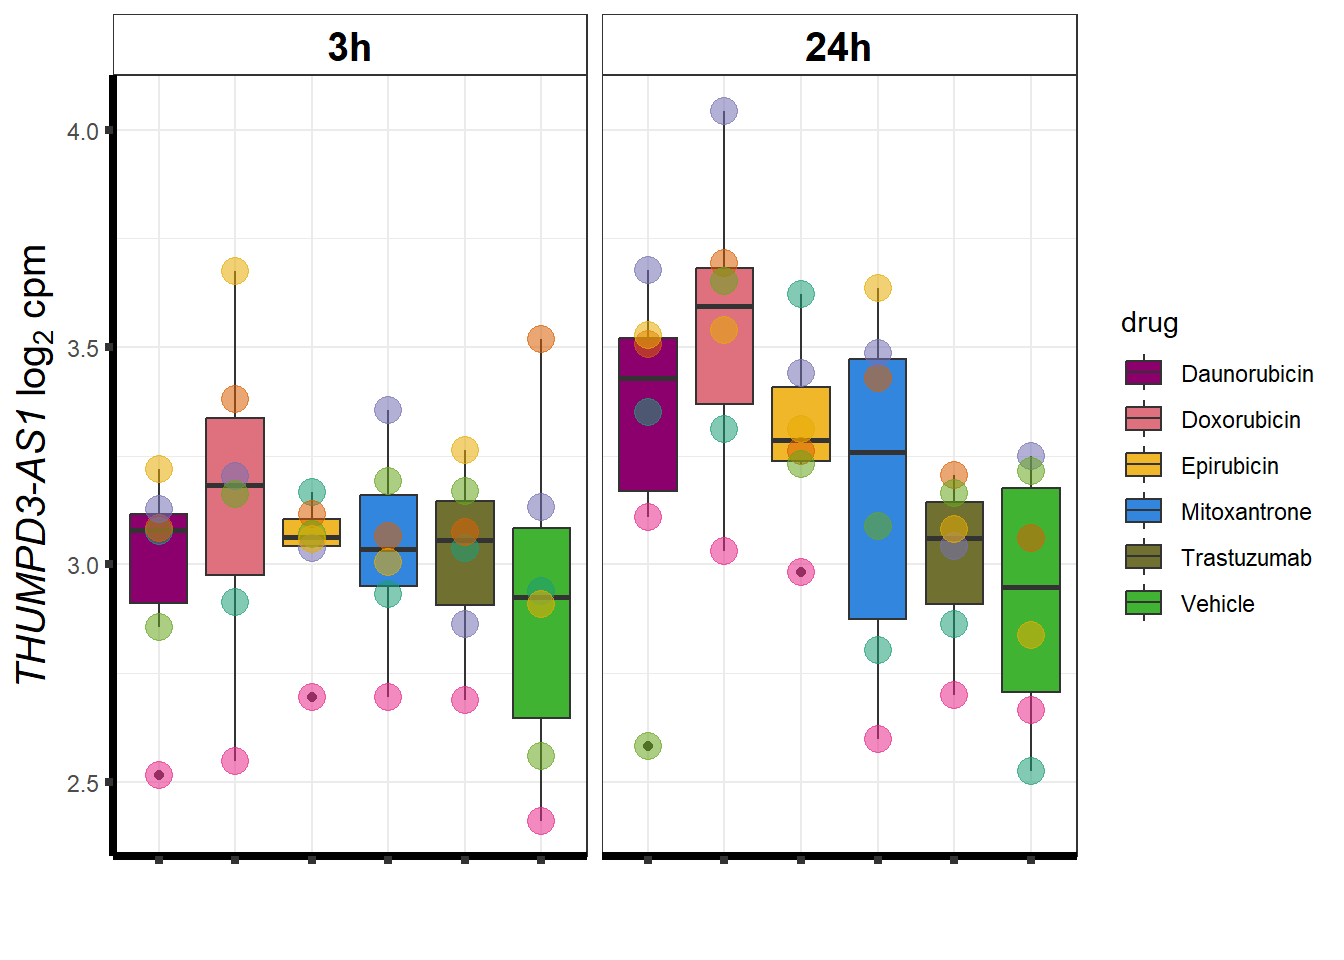 3h
24h
THUMPD3-AS1 log2 cpm
4.0
3.5
3.0
2.5
drug
Daunorubicin
Doxorubicin
Epirubicin
Mitoxantrone
Trastuzumab
Vehicle